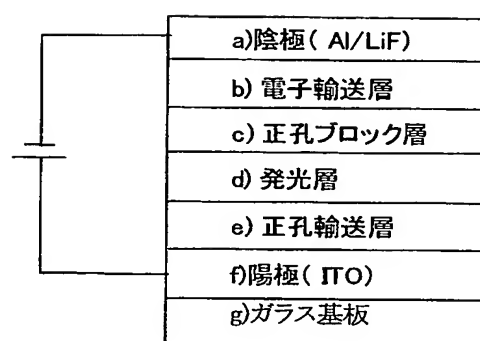 a)陰極( Al/LiF)
b) 電子輸送層
c) 正孔ブロック層
d) 発光層
e) 正孔輸送層
f)陽極( ITO)
g)ガラス基板